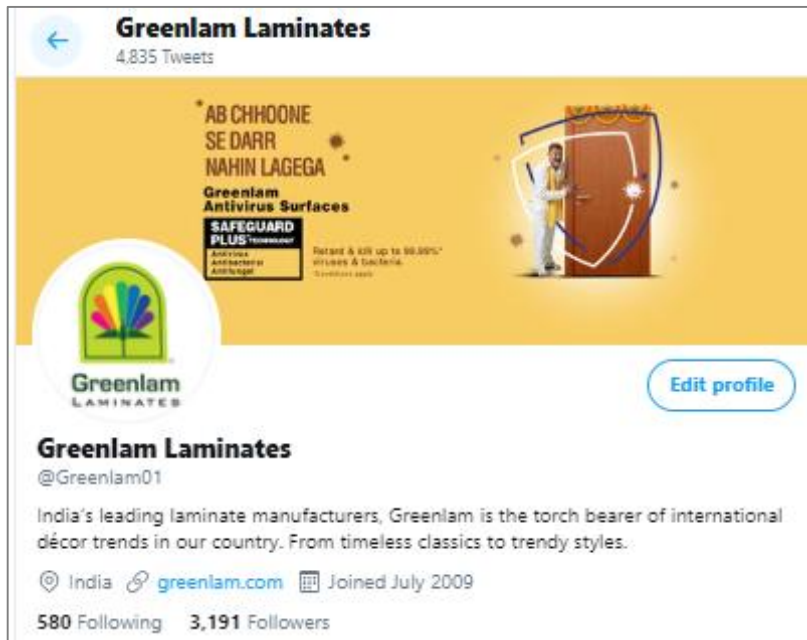 Greenlam Laminates
4,835 Tweets
AB CHHOONE
SE DARR
NAHIN LAGEGA
Greenlam
Antivirus Surfaces
SAFEGUARD
PLUS TECHNOLOGY
Antivirus
Antibacterial
Antifungal
Retard & kill up to 99.99%*
viruses & bacteria.
Greenlam
LAMINATES
Edit profile
Greenlam Laminates
@Greenlam01
India's leading laminate manufacturers, Greenlam is the torch bearer of international
décor trends in our country. From timeless classics to trendy styles.
India greenlam.com Joined July 2009
580 Following 3,191 Followers